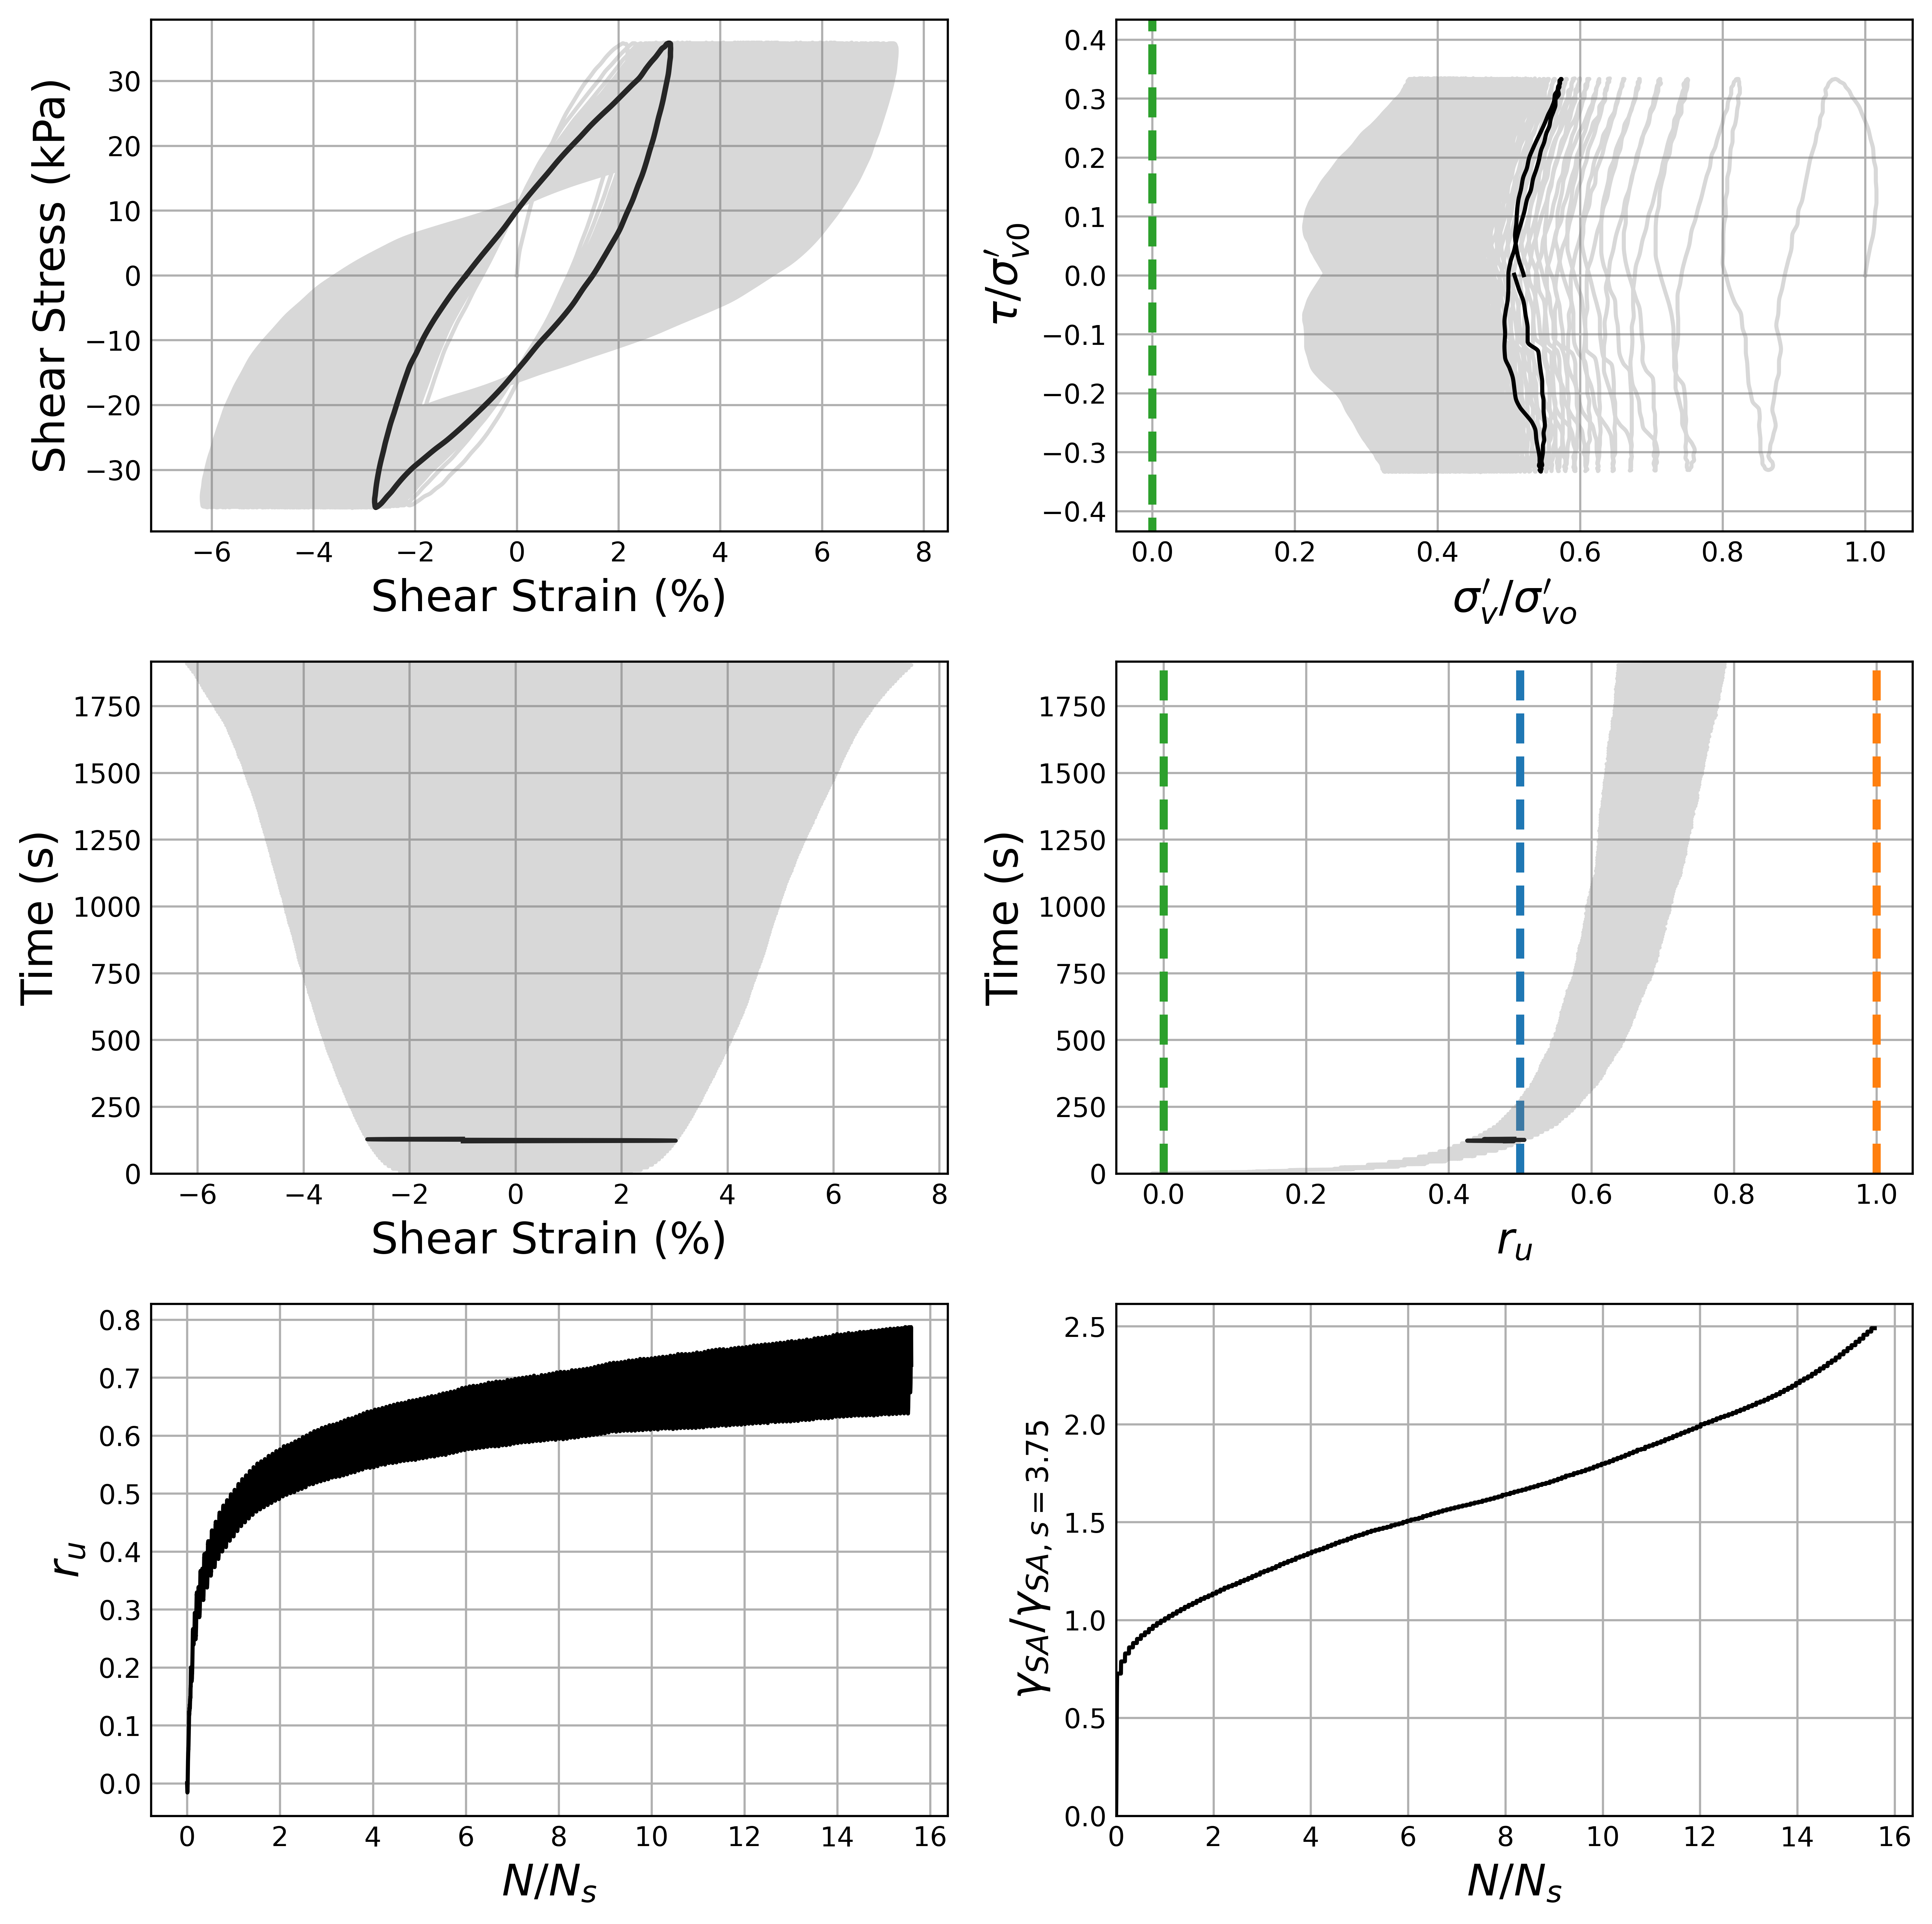 30
20
10
0
−10
−20
−30
Shear Stress (kPa)
−6 −4 −2 0 2 4 6 8
Shear Strain (%)
0.4
0.3
0.2
0.1
0.0
−0.1
−0.2
−0.3
−0.4
τ/σ′v0
0.0 0.2 0.4 0.6 0.8 1.0
σ′v/σ′vo
1750
1500
1250
1000
750
500
250
0
Time (s)
−6 −4 −2 0 2 4 6 8
Shear Strain (%)
1750
1500
1250
1000
750
500
250
0
Time (s)
0.0 0.2 0.4 0.6 0.8 1.0
ru
0.8
0.7
0.6
0.5
0.4
0.3
0.2
0.1
0.0
ru
0 2 4 6 8 10 12 14 16
N/Ns
2.5
2.0
1.5
1.0
0.5
0.0
γSA/γSA, s = 3.75
0 2 4 6 8 10 12 14 16
N/Ns